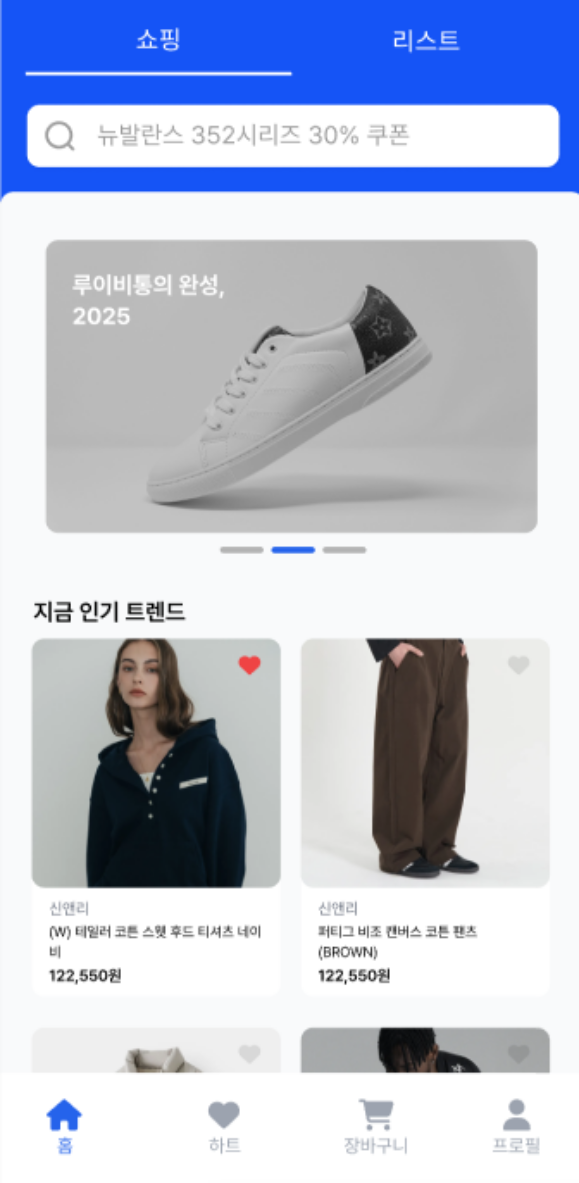 쇼핑
리스트
뉴발란스 352시리즈 30% 쿠폰
루이비통의 완성,
2025
지금 인기 트렌드
신앤리
(W) 테일러 코튼 스웻 후드 티셔츠 네이
비
122,550원
신앤리
퍼티그 비조 캔버스 코튼 팬츠
(BROWN)
122,550원
홈
하트
장바구니
프로필